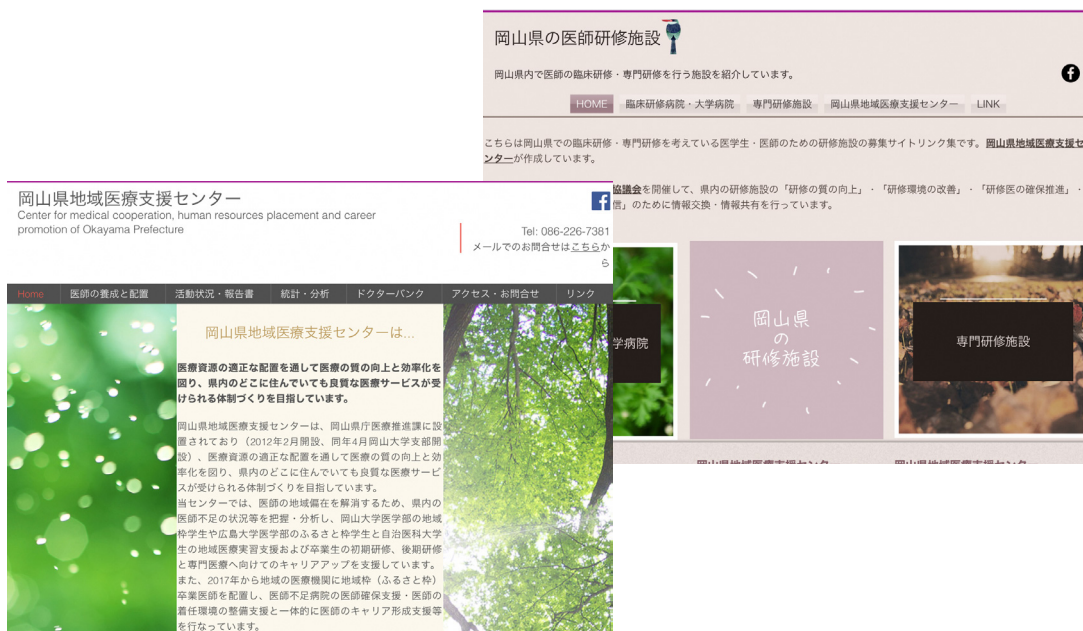 岡山県の医師研修施設
岡山県内で医師の臨床研修・専門研修を行う施設を紹介しています。
HOME 臨床研修病院・大学病院 専門研修施設 岡山県地域医療支援センター LINK
こちらは岡山県での臨床研修・専門研修を考えている医学生・医師のための研修施設の募集サイトリンク集です。岡山県地域医療支援セ
ンターが作成しています。
協議会を開催して、県内の研修施設の「研修の質の向上」・「研修環境の改善」・「研修医の確保推進」・
信」のために情報交換・情報共有を行っています。
学病院
岡山県
の
研修施設
専門研修施設
岡山県地域医療支援センター
Center for medical cooperation, human resources placement and career
promotion of Okayama Prefecture
Tel: 086-226-7381
メールでのお問合せはこちらか
ら
Home 医師の養成と配置 活動状況・報告書 統計・分析 ドクターバンク アクセス・お問合せ リンク
岡山県地域医療支援センターは...
医療資源の適正な配置を通して医療の質の向上と効率化を
図り、県内のどこに住んでいても良質な医療サービスが受
けられる体制づくりを目指しています。
岡山県地域医療支援センターは、岡山県庁医療推進課に設
置されており（2012年2月開設、同年4月岡山大学支部開
設）、医療資源の適正な配置を通して医療の質の向上と効
率化を図り、県内のどこに住んでいても良質な医療サービ
スが受けられる体制づくりを目指しています。
当センターでは、医師の地域偏在を解消するため、県内の
医師不足の状況等を把握・分析し、岡山大学医学部の地域
枠学生や広島大学医学部のふるさと枠学生と自治医科大学
生の地域医療実習支援および卒業生の初期研修、後期研修
と専門医療へ向けてのキャリアアップを支援しています。
また、2017年から地域の医療機関に地域枠（ふるさと枠）
卒業医師を配置し、医師不足病院の医師確保支援・医師の
着任環境の整備支援と一体的に医師のキャリア形成支援等
を行なっています。